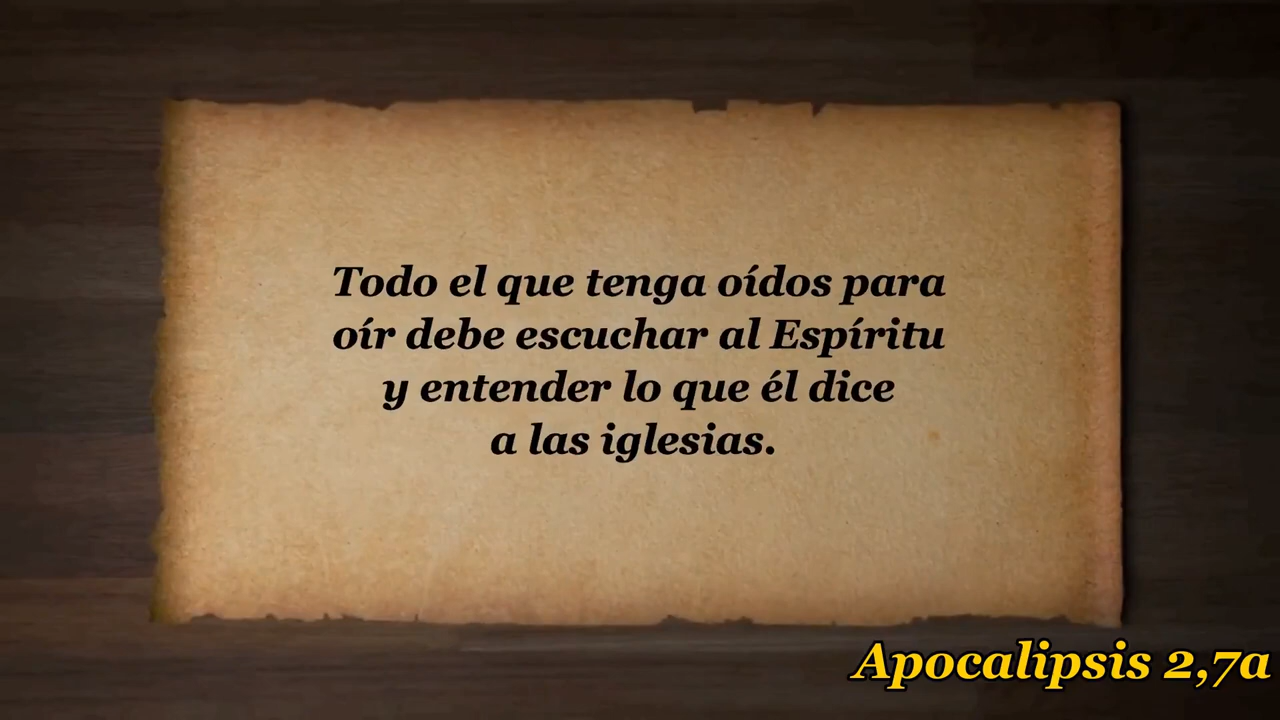 Todo el que tenga oídos para
oír debe escuchar al Espíritu
y entender lo que él dice
a las iglesias.
Apocalipsis 2,7a